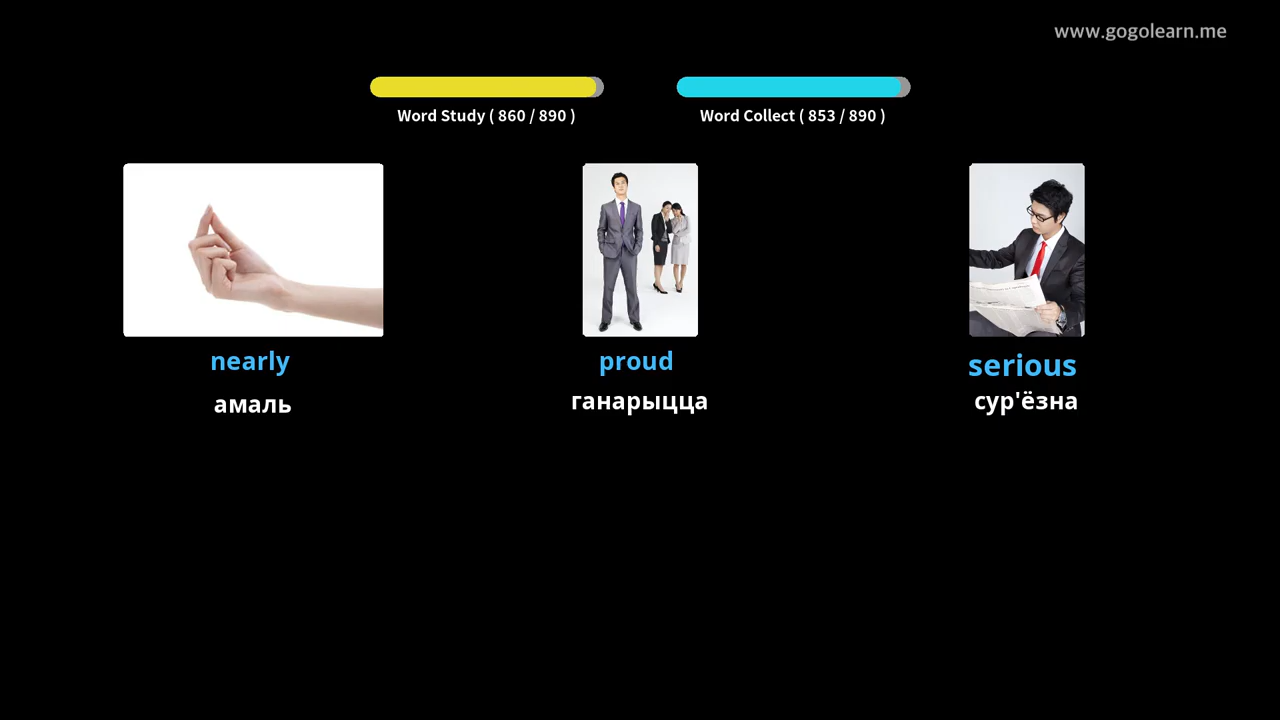 www.gogolearn.me
Word Study ( 860 / 890 )
Word Collect ( 853 / 890 )
nearly
proud
serious
амаль
ганарыцца
сур'ёзна